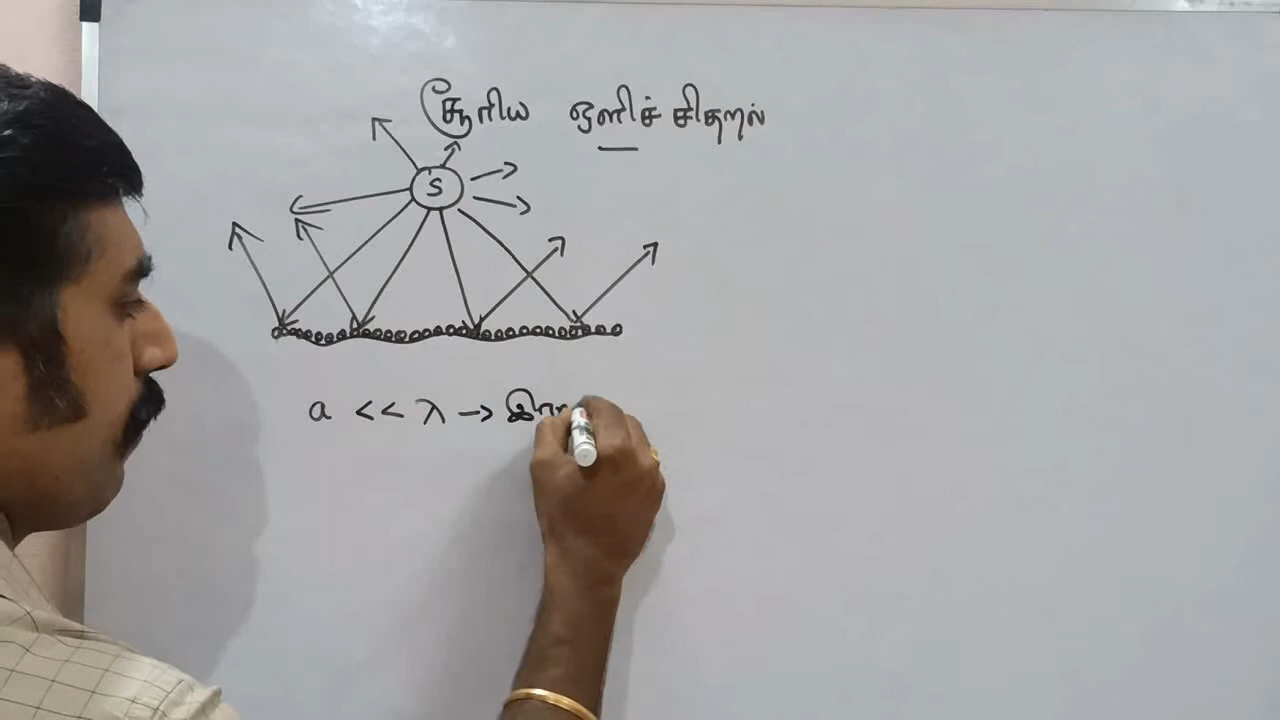 சூரிய ஒளிச் சிதறல்
S
a << λ →